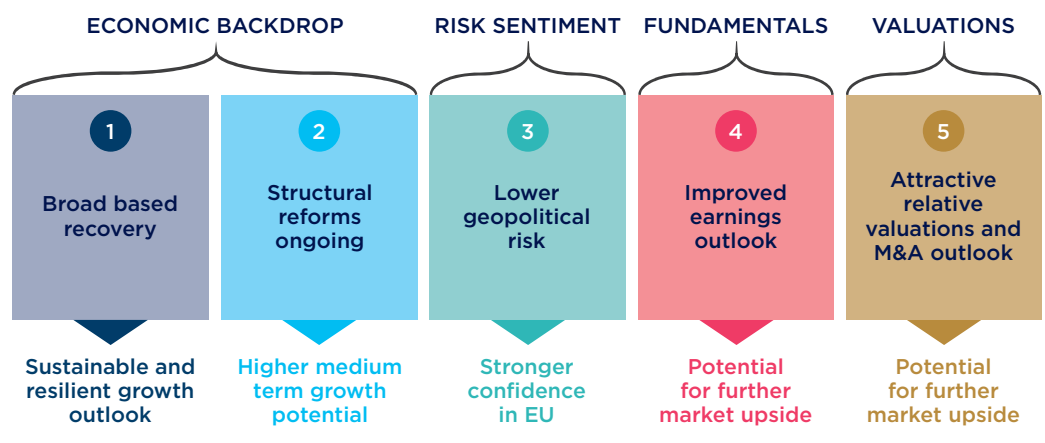 ECONOMIC BACKDROP
RISK SENTIMENT
FUNDAMENTALS
VALUATIONS
1
Broad based
recovery
Sustainable and
resilient growth
outlook
2
Structural
reforms
ongoing
Higher medium
term growth
potential
3
Lower
geopolitical
risk
Stronger
confidence
in EU
4
Improved
earnings
outlook
Potential
for further
market upside
5
Attractive
relative
valuations and
M&A outlook
Potential
for further
market upside